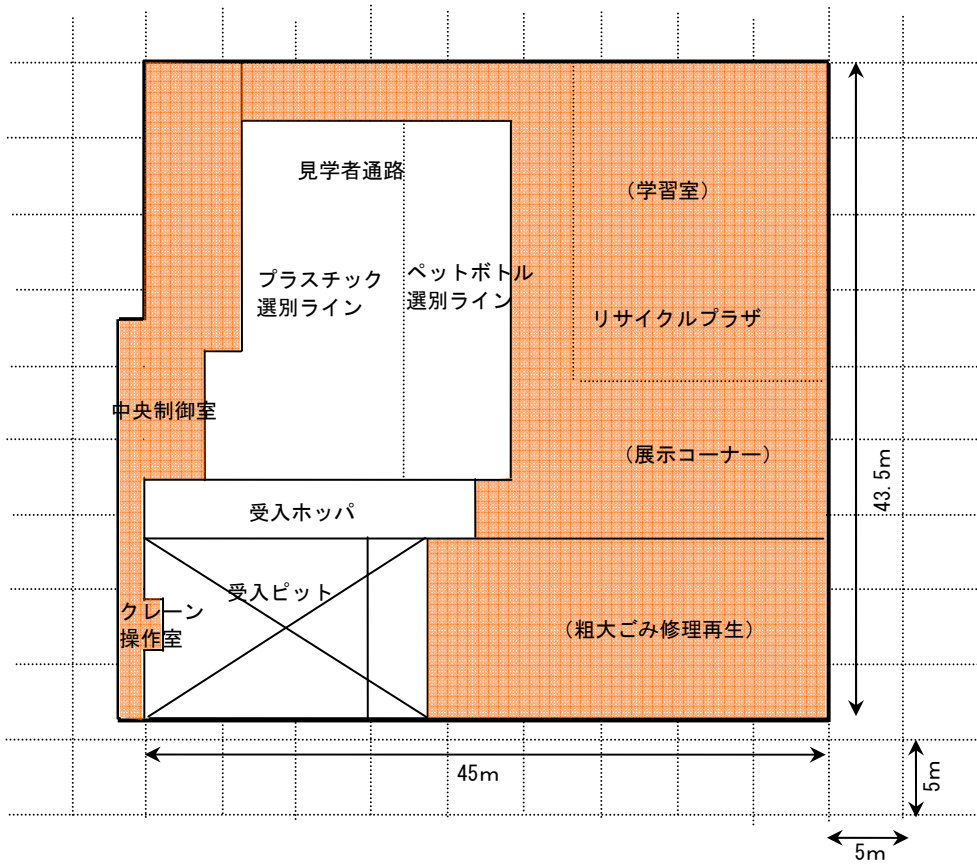 見学者通路
(学習室)
プラスチック
選別ライン
ペットボトル
選別ライン
リサイクルプラザ
中央制御室
(展示コーナー)
43.5m
受入ホッパ
受入ピット
クレーン
操作室
(粗大ごみ修理再生)
45m
5m
5m